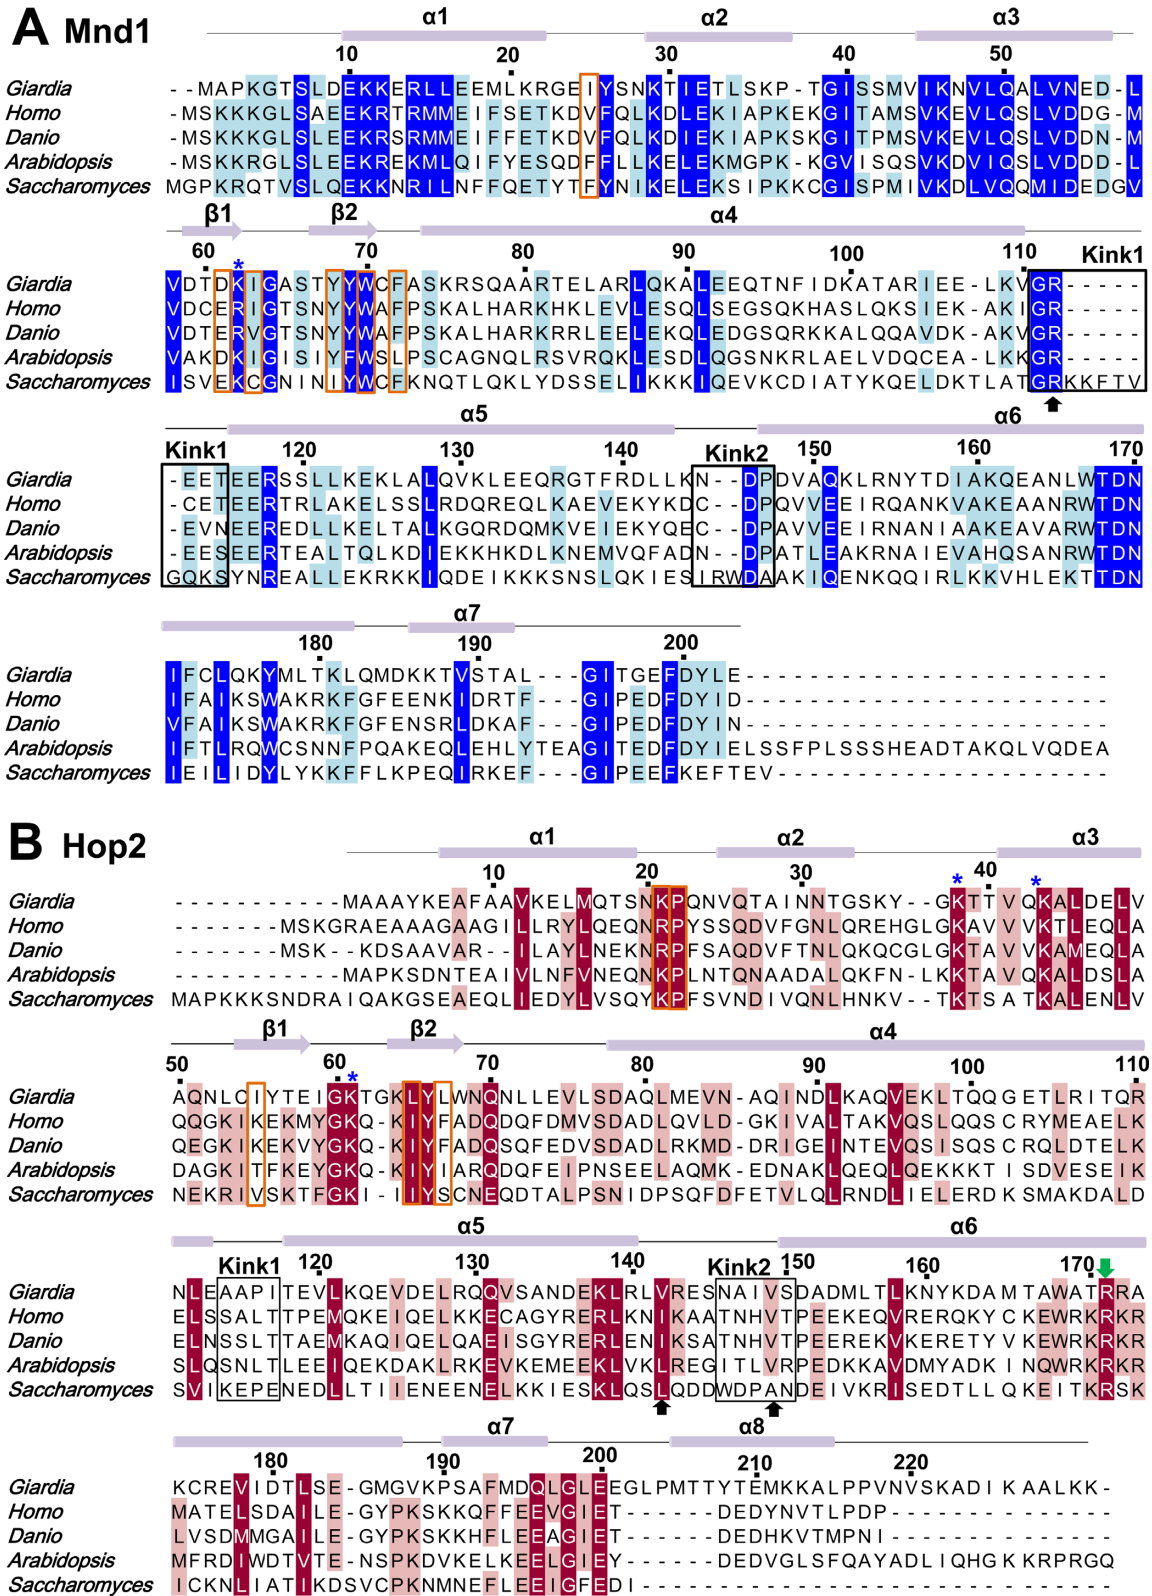 A Mnd1
α1 α2 α3
10 20 30 40 50
Giardia --MAPKGTSLDEKKERLLEEMLKRGEIYSNKTIETLSKP-TGISSMVIKNVLQALVNED-L
Homo -MSKKKGLSAEEKRTRMMEIFSETKDVFQLKDLEKIAPKEKGITAMSVKEVLQSLVDDG-M
Danio -MSKKKGLSLEEKRSRMMEIFFETKDVFQLKDIEKIAPKSKGITPMSVKEVLQSLVDDN-M
Arabidopsis -MSKKRGLSLEEKREKMLQIFYESQDFFLLKELEKMGPK-KGVISQSVKDVIQSLVDDD-L
Saccharomyces MGPKRQTVSLQEKKNRILNFFQETYTFYNIKELEKSIPKKCGISPMIVKDLVQQMIDEDGV
β1 β2 α4
60 70 80 90 100 110 Kink1
*
Giardia VDTDKIGASTYYWCFASKRSQAARTELARLQKALEEQTNFIDKATARIEE-LKVGR-----
Homo VDCERIGTSNYYWAFPSKALHARKHKLEVLESQLSEGSQKHASLQKSIEK-AKIGR-----
Danio VDTERVGTSNYYWAFPSKALHARKRRLEELEKQLEDGSQKKKALQQAVDK-AKVGR-----
Arabidopsis VAKDKIGISIYFWSLPSCAGNQLRSVRQKLESDLQGSNKRLAELVDQCEA-LKKGR-----
Saccharomyces ISVEKCGNINIYWCFKNQTLQKLYDSSELIKKKIQEVKCDIATYKQELDKTLATGRKKFTV
α5 α6
Kink1 120 130 140 Kink2 150 160 170
Giardia -EETEERSSLLKEKLALQVKLEEQRGTFRDLLKN--DPDVAQKLRNYTDIAKQEANLWTDN
Homo -CETEERTRLAKELSSLRDQREQLKAEVEKYKDC--DPQVVEEIRQANKVAKEAANRWTDN
Danio -EVNEEREDLLKELTALKGQRDQMKVEIEKYQEC--DPAVVEEIRNANIAAKEAVARWTDN
Arabidopsis -EESEERTEALTQLKDIEKKHKDLKNEMVQFADN--DPATLEAKRNAIEVAHQSANRWTDN
Saccharomyces GQKSYNREALLEKRKKIQDEIKKKSNSLQKIESIRWDAAKIQENKQQIRLKKVHLEKTTDN
α7
180 190 200
Giardia IFCLQKYMLTKLQMDKKTVSTAL---GITGEFDYLE-----------------------
Homo IFAIKSWAKRKFGFEENKIDRTF---GIPEDFDYID-----------------------
Danio VFAIKSWAKRKFGFENSRLDKAF---GIPEDFDYIN-----------------------
Arabidopsis IFTLRQWCSNNFPQAKEQLEHLYTEAGITEDFDYIELSSFPLSSSHEADTAKQLVQDEA
Saccharomyces IEILIDYLYKKFFLKPEQIRKEF---GIPEEFKEFTEV---------------------
B Hop2
α1 α2 α3
10 20 30 40
* *
Giardia -----------MAAAYKEAFAAVKELMQTSNKPQNVQTAINNTGSKY--GKTTVQKALDELV
Homo -------MSKGRAEAAAGAAGILLRYLQEQNRPYSSQDVFGNLQREHGLGKAVVVKTLEQLA
Danio -------MSK--KDSAAVAR-ILAYLNEKNRPYSAQDVFTNLQKQCGLGKTAVVKAMEQLA
Arabidopsis -----------MAPKSDNTEAIVLNFVNEQNKPLNTQNAADALQKFN-LKKTAVQKALDSLA
Saccharomyces MAPKKKSNDRAIQAKGSEAEQLIEDYLVSQYKPFSVNDIVQNLHNKV--TKTSATKALENLV
β1 β2 α4
50 60 70 80 90 100 110
*
Giardia AQNLCIYTEIGKTGKLYLWNQNLLEVLSDAQLMEVN-AQINDLKAQVEKLTQQGETLRITQR
Homo QQGKIKEKMYGKQ-KIYFADQDQFDMVSDADLQVLD-GKIVALTAKVQSLQQSCRYMEAELK
Danio QEGKIKEKVYGKQ-KIYFADQSQFEDVSDADLRKMD-DRIGEINTEVQSISQQSCRQLDTELK
Arabidopsis DAGKITFKEYGKQ-KIYIARQDQFEIPNSEELAQMK-EDNAKLQEQLQEKKKTISDVESEIK
Saccharomyces NEKRIVSKTFGKI-IIYSCNEQDTALPSNIDPSQFDFETVLQLRNDLIELERDKSMAKDALD
α5 α6
Kink1 120 130 140 Kink2 150 160 170
Giardia NLEAAPITEVLKQEVDELRQQVSANDEKLRLVRESNAIVSDADMLTLKNYKDAMTAWATRRA
Homo ELSSALTTPEMQKEIQELKKECAGYRERLKNIKAATNHVTPEEKEQVRERQKYCKEWRKRKR
Danio ELNSSLTTAEMKAQIQELQAEISGYRERLENIKSATNHVTPEEREKVKERETYVKEWRKRKR
Arabidopsis SLQSNLTLEEIQEKDAKLRKEVKEMEEKLVKLREGITLVRPEDKKAVDMYADKINQWRKRKR
Saccharomyces SVIKEPENEDLLTIIENEENELKKIESKLQSLQDDWDPANDEIVKRISEDTLLQKEITKRSK
α7 α8
180 190 200 210 220
Giardia KCREVIDTLSE-GMGVKPSAFMDQLGLEEGLPMTTYTEMKALPPVNVSKADIKAALKK-
Homo MATELSDAILE-GYPKSKKQFFEEVGIET------DEDYNVTLPDP--------------
Danio LVSDMMGAILE-GYPKSKKHFLEEAGIET------DEDHKVTMPNI--------------
Arabidopsis MFRDIWDTVTE-NSPKDVKELKEELGIEY------DEDVGLSFQAYADLIQHGKKRPRGQ
Saccharomyces ICKNLIATIKDSVCPKNMNEFLEEIGFEDI------------------------------